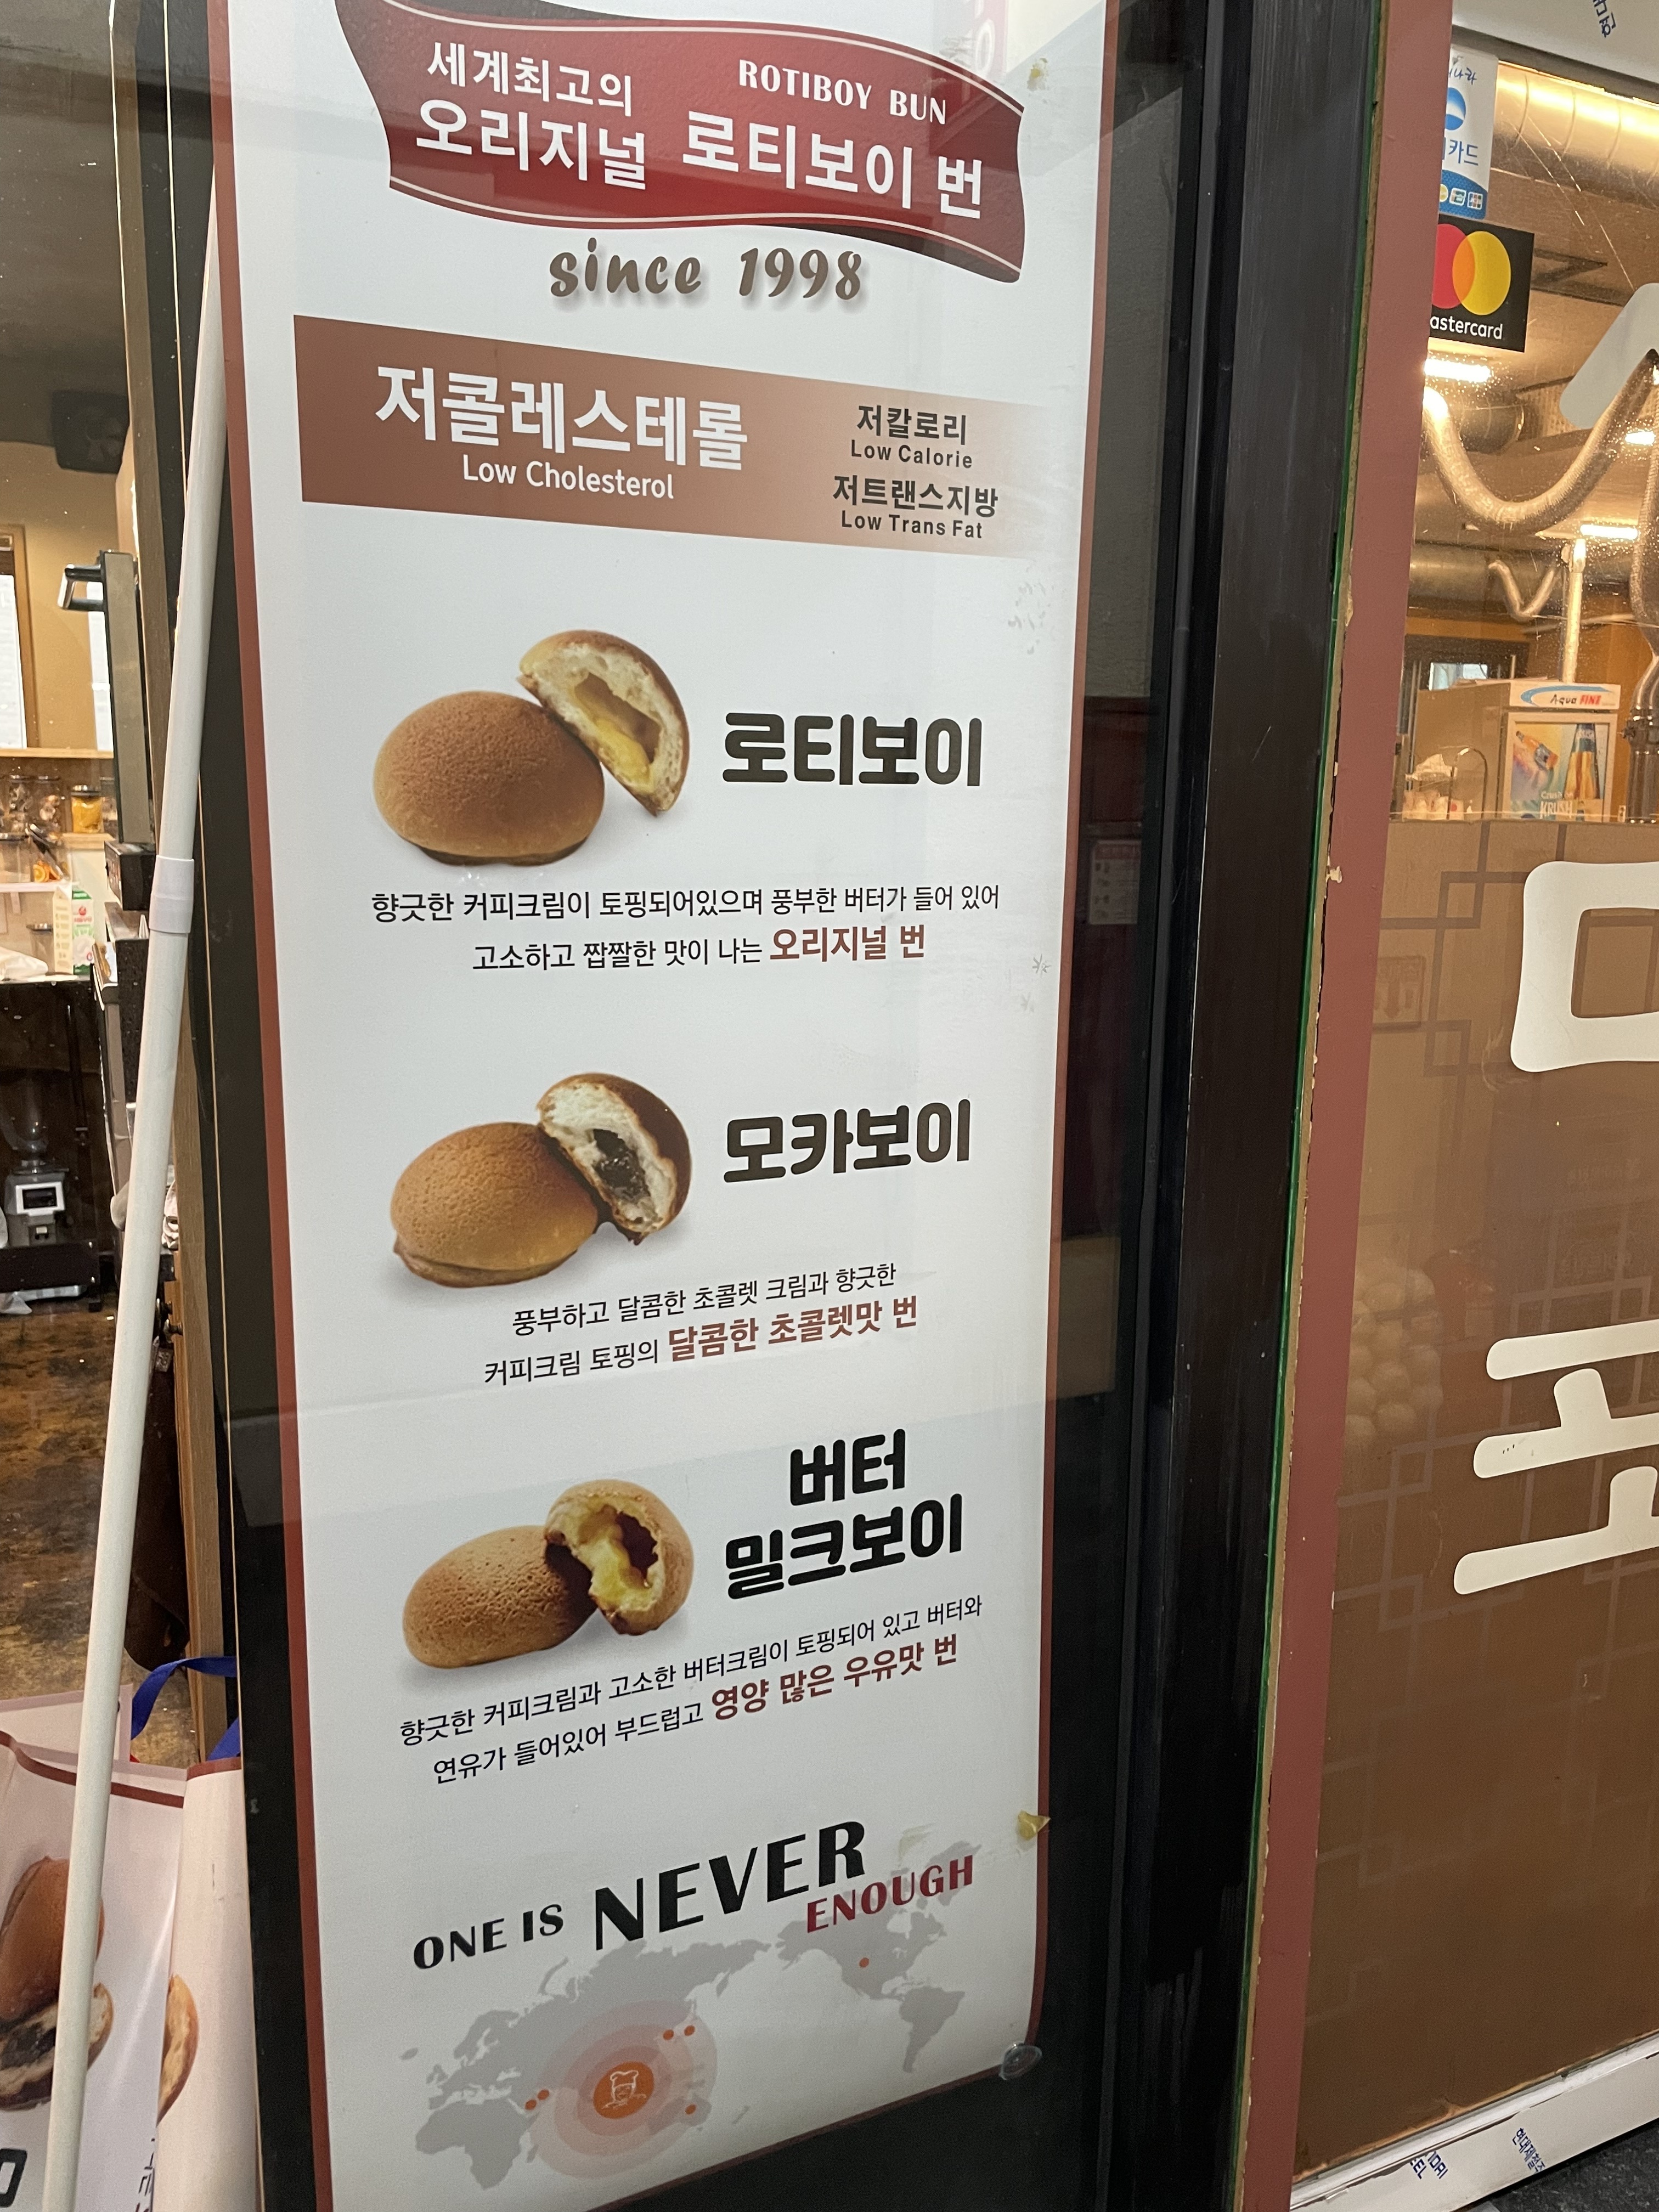 세계최고의
ROTIBOY BUN
오리지널 로티보이 번
since 1998
저콜레스테롤
Low Cholesterol
저칼로리
Low Calorie
저트랜스지방
Low Trans Fat
로티보이
향긋한 커피크림이 토핑되어있으며 풍부한 버터가 들어 있어
고소하고 짭짤한 맛이 나는 오리지널 번
모카보이
풍부하고 달콤한 초콜렛 크림과 향긋한
커피크림 토핑의 달콤한 초콜렛맛 번
버터
밀크보이
향긋한 커피크림과 고소한 버터크림이 토핑되어 있고 버터와
연유가 들어있어 부드럽고 영양 많은 우유맛 번
ONE IS NEVER
ENOUGH
카드
astercard
Aqua FINE
KRUSH